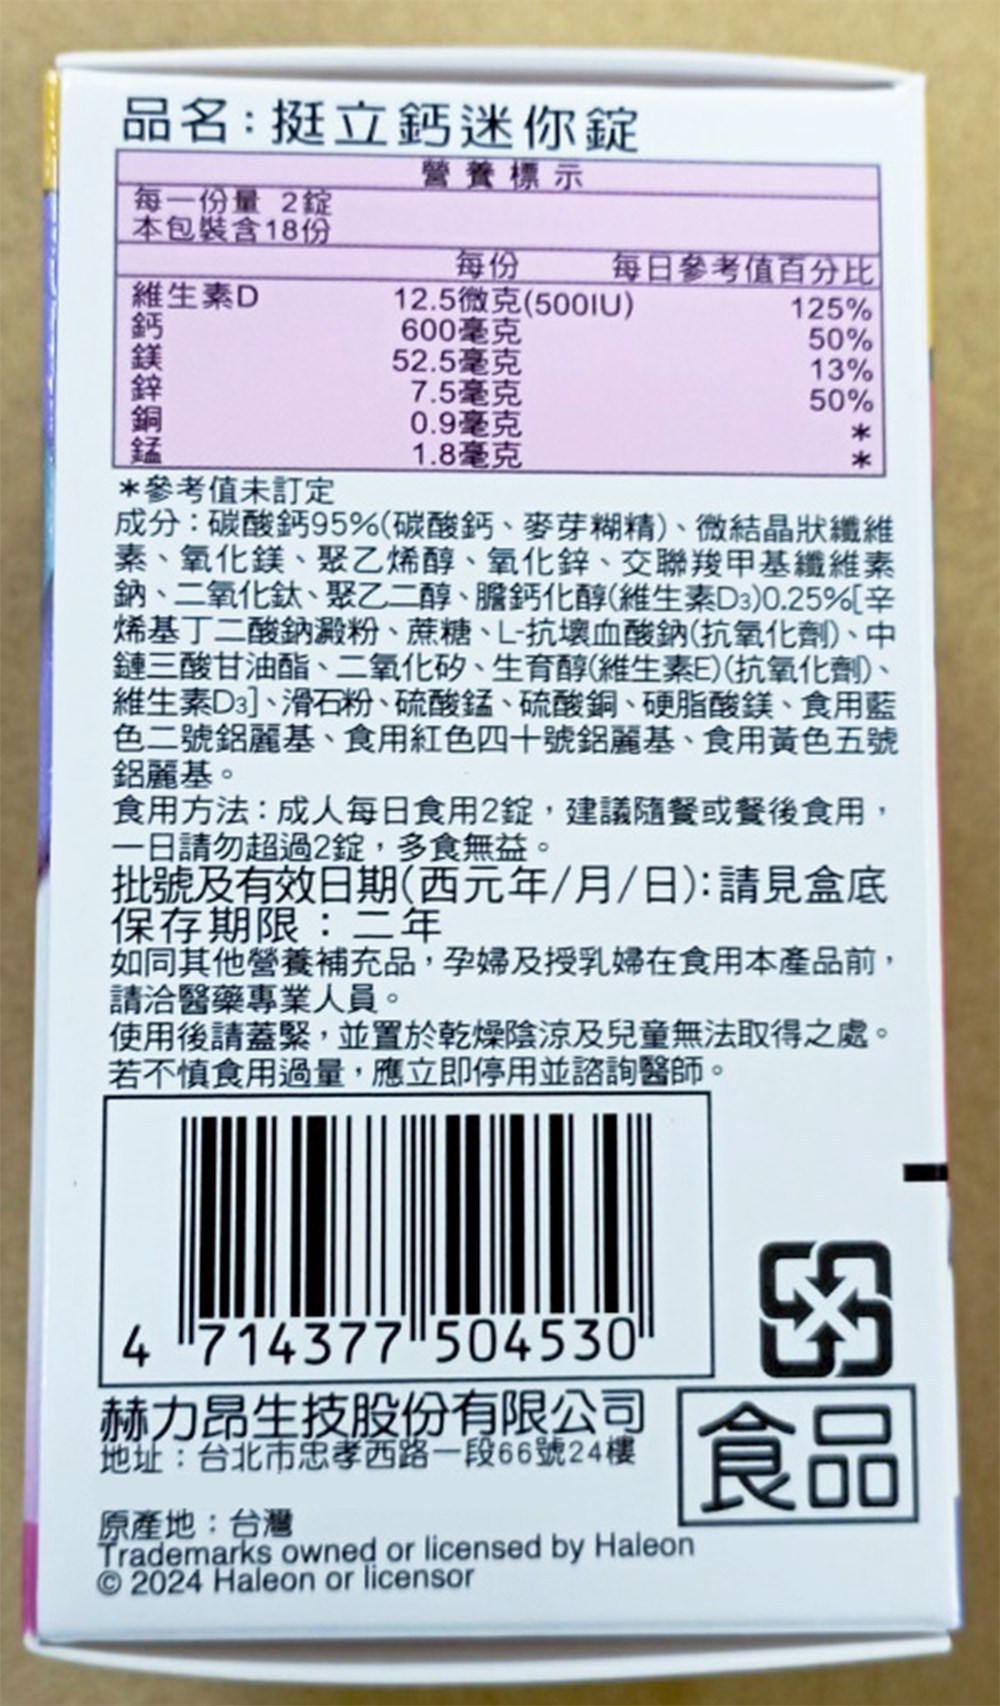 品名:挺立鈣迷你錠
營養標示
每一份量 2錠
本包裝含18份
每份 每日參考值百分比
維生素D 12.5微克(500IU) 125%
鈣 600毫克 50%
鎂 52.5毫克 13%
鋅 7.5毫克 50%
銅 0.9毫克 *
錳 1.8毫克 *
*參考值未訂定
成分:碳酸鈣95%(碳酸鈣、麥芽糊精)、微結晶狀纖維
素、氧化鎂、聚乙烯醇、氧化鋅、交聯羧甲基纖維素
鈉、二氧化鈦、聚乙二醇、膽鈣化醇(維生素D3)0.25%[辛
烯基丁二酸鈉澱粉、蔗糖、L-抗壞血酸鈉(抗氧化劑)、中
鏈三酸甘油酯、二氧化矽、生育醇(維生素E)(抗氧化劑)、
維生素D3]、滑石粉、硫酸錳、硫酸銅、硬脂酸鎂、食用藍
色二號鋁麗基、食用紅色四十號鋁麗基、食用黃色五號
鋁麗基。
食用方法:成人每日食用2錠,建議隨餐或餐後食用,
一日請勿超過2錠,多食無益。
批號及有效日期(西元年/月/日):請見盒底
保存期限:二年
如同其他營養補充品,孕婦及授乳婦在食用本產品前,
請洽醫藥專業人員。
使用後請蓋緊,並置於乾燥陰涼及兒童無法取得之處。
若不慎食用過量,應立即停用並諮詢醫師。
4 714377 504530
赫力昂生技股份有限公司
地址:台北市忠孝西路一段66號24樓
食品
原產地:台灣
Trademarks owned or licensed by Haleon
© 2024 Haleon or licensor